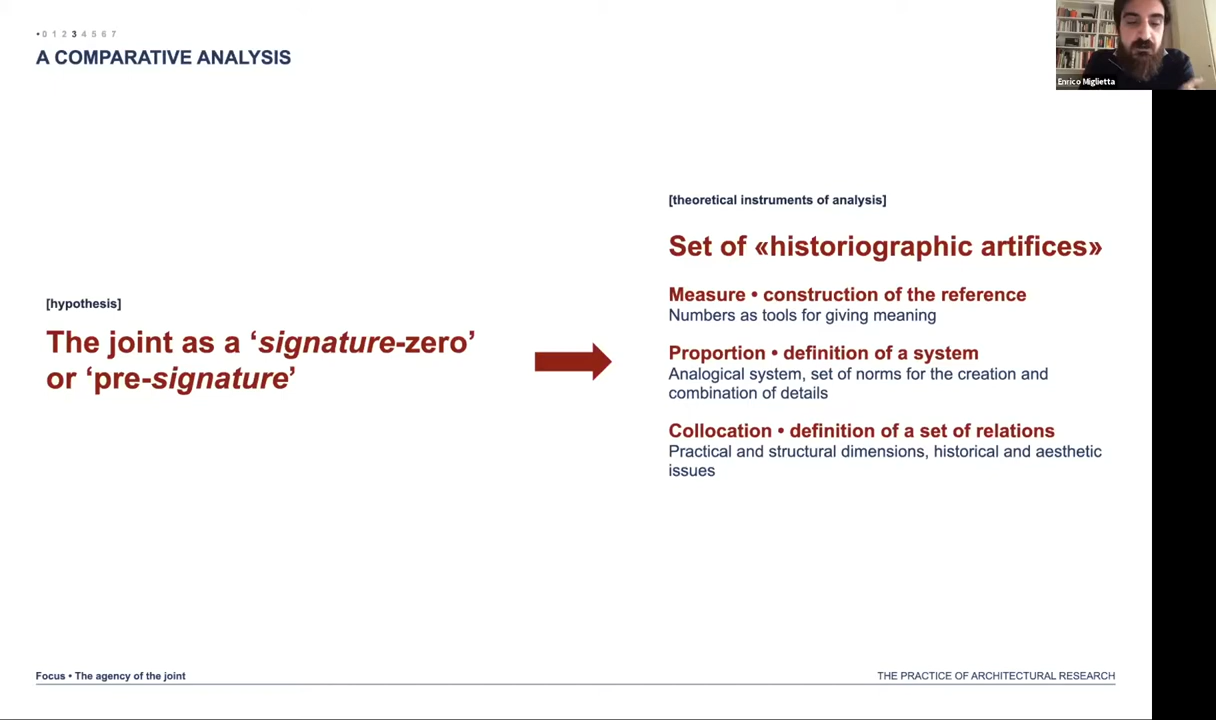 •0 1 2 3 4 5 6 7
A COMPARATIVE ANALYSIS
Enrico Miglietta
[hypothesis]
The joint as a ‘signature-zero’
or ‘pre-signature’
[theoretical instruments of analysis]
Set of «historiographic artifices»
Measure • construction of the reference
Numbers as tools for giving meaning
Proportion • definition of a system
Analogical system, set of norms for the creation and
combination of details
Collocation • definition of a set of relations
Practical and structural dimensions, historical and aesthetic
issues
Focus • The agency of the joint
THE PRACTICE OF ARCHITECTURAL RESEARCH